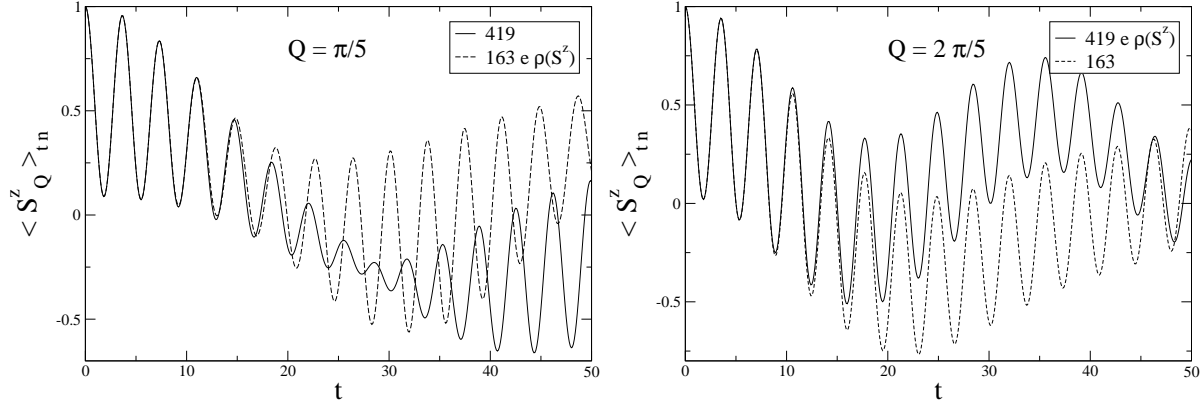 1
0.5
0
-0.5
0 10 20 30 40 50
t
< S^z_Q >_{t n}
Q = π/5
419
163 e ρ(S^z)
1
0.5
0
-0.5
0 10 20 30 40 50
t
< S^z_Q >_{t n}
Q = 2 π/5
419 e ρ(S^z)
163